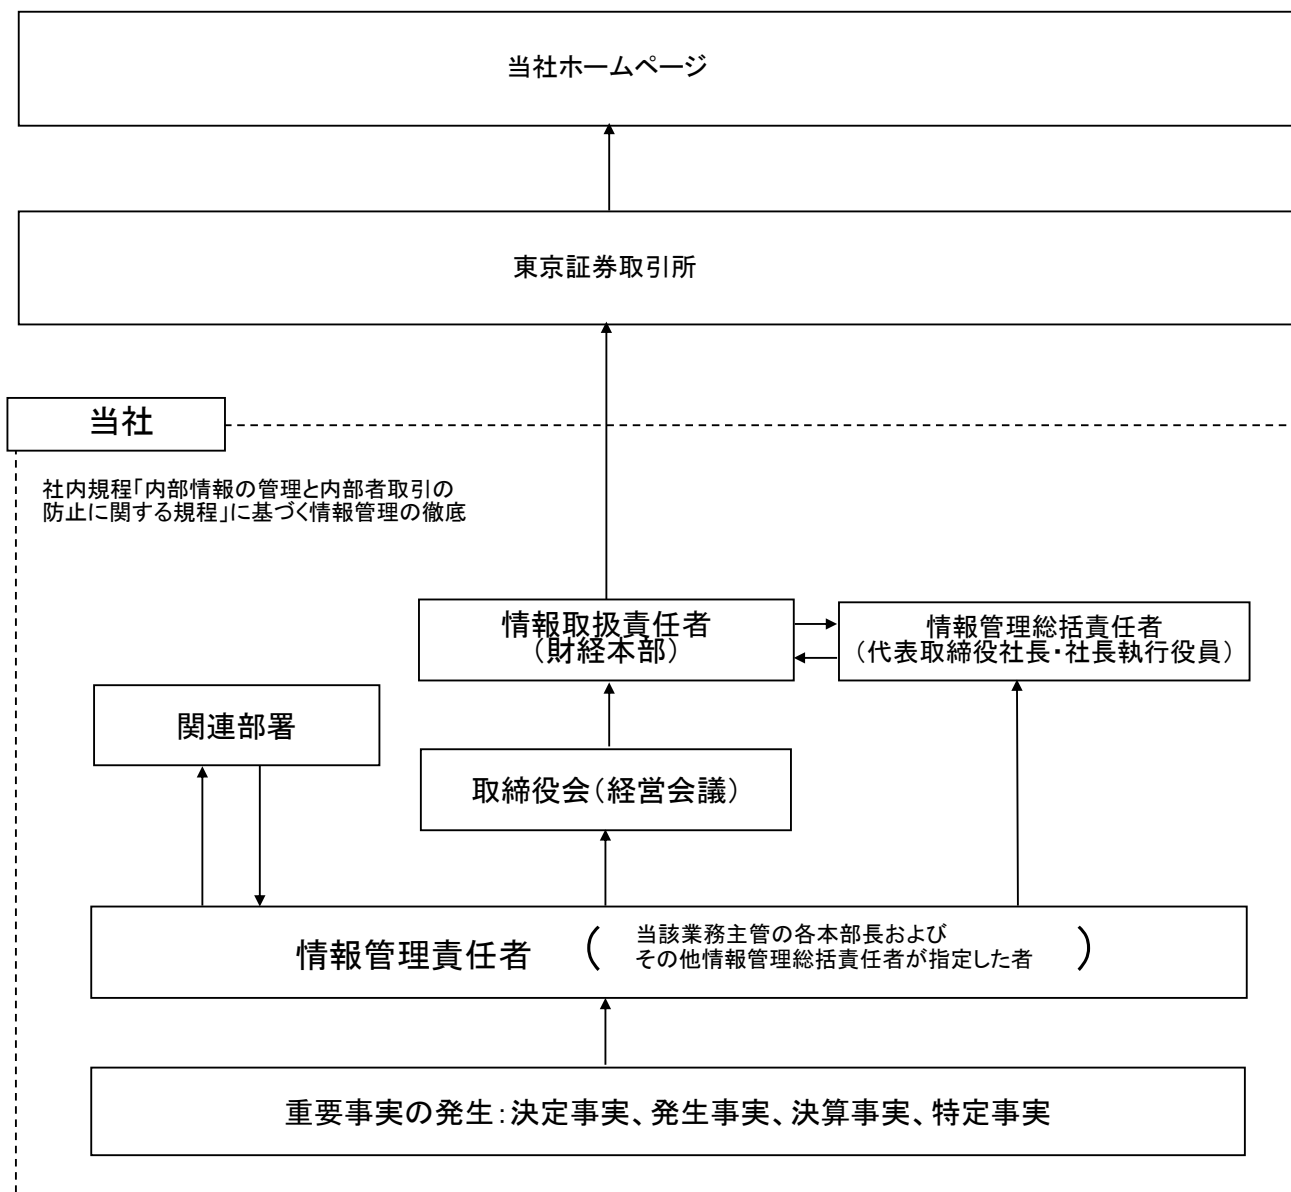 当社ホームページ
東京証券取引所
当社
社内規程「内部情報の管理と内部者取引の
防止に関する規程」に基づく情報管理の徹底
情報取扱責任者
（財経本部）
情報管理総括責任者
（代表取締役社長・社長執行役員）
関連部署
取締役会（経営会議）
情報管理責任者
（当該業務主管の各本部長および
その他情報管理総括責任者が指定した者）
重要事実の発生：決定事実、発生事実、決算事実、特定事実